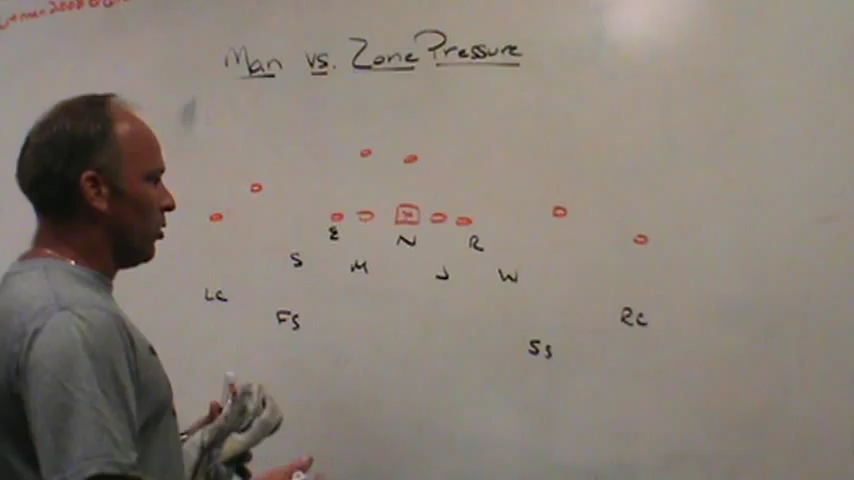 Man vs. Zone Pressure
E N R
S M J W
LC
FS RC
SS